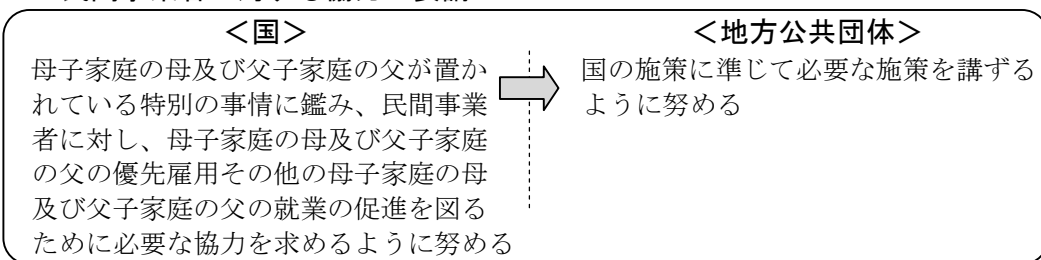 ＜国＞
母子家庭の母及び父子家庭の父が置か
れている特別の事情に鑑み、民間事業
者に対し、母子家庭の母及び父子家庭
の父の優先雇用その他の母子家庭の母
及び父子家庭の父の就業の促進を図る
ために必要な協力を求めるように努める
＜地方公共団体＞
国の施策に準じて必要な施策を講ずる
ように努める